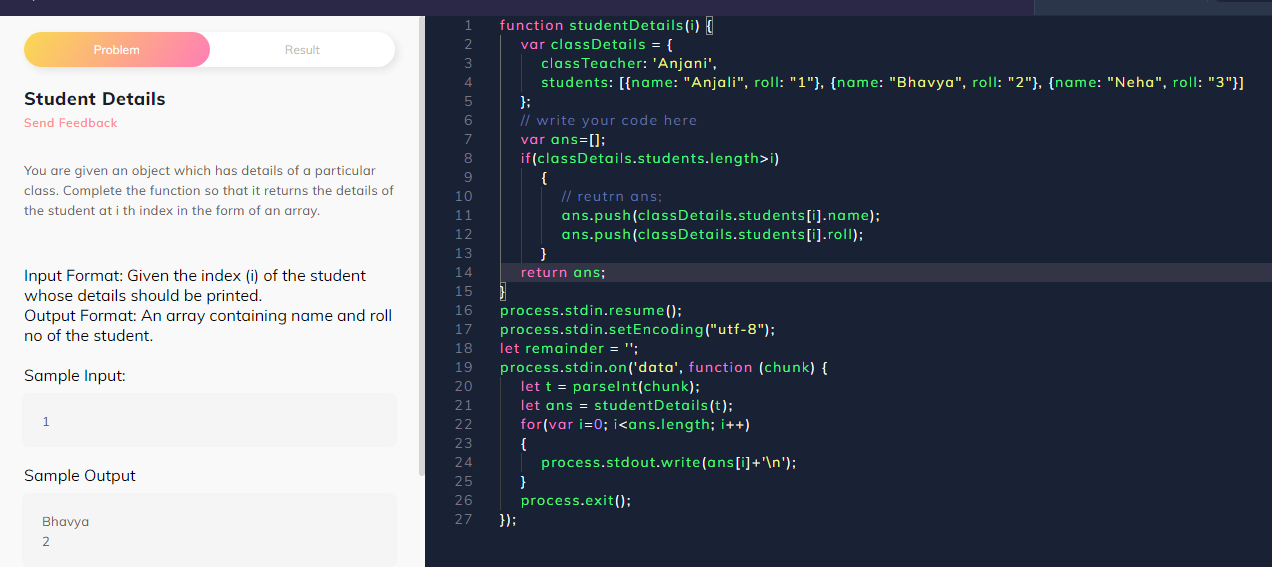 Problem
Result
Student Details
Send Feedback
You are given an object which has details of a particular
class. Complete the function so that it returns the details of
the student at i th index in the form of an array.
Input Format: Given the index (i) of the student
whose details should be printed.
Output Format: An array containing name and roll
no of the student.
Sample Input:
1
Sample Output
Bhavya
2
1 function studentDetails(i) {
2 var classDetails = {
3 classTeacher: 'Anjani',
4 students: [{name: "Anjali", roll: "1"}, {name: "Bhavya", roll: "2"}, {name: "Neha", roll: "3"}]
5 };
6 // write your code here
7 var ans=[];
8 if(classDetails.students.length>i)
9 {
10 // reutrn ans;
11 ans.push(classDetails.students[i].name);
12 ans.push(classDetails.students[i].roll);
13 }
14 return ans;
15 }
16 process.stdin.resume();
17 process.stdin.setEncoding("utf-8");
18 let remainder = '';
19 process.stdin.on('data', function (chunk) {
20 let t = parseInt(chunk);
21 let ans = studentDetails(t);
22 for(var i=0; i<ans.length; i++)
23 {
24 process.stdout.write(ans[i]+'\n');
25 }
26 process.exit();
27 });